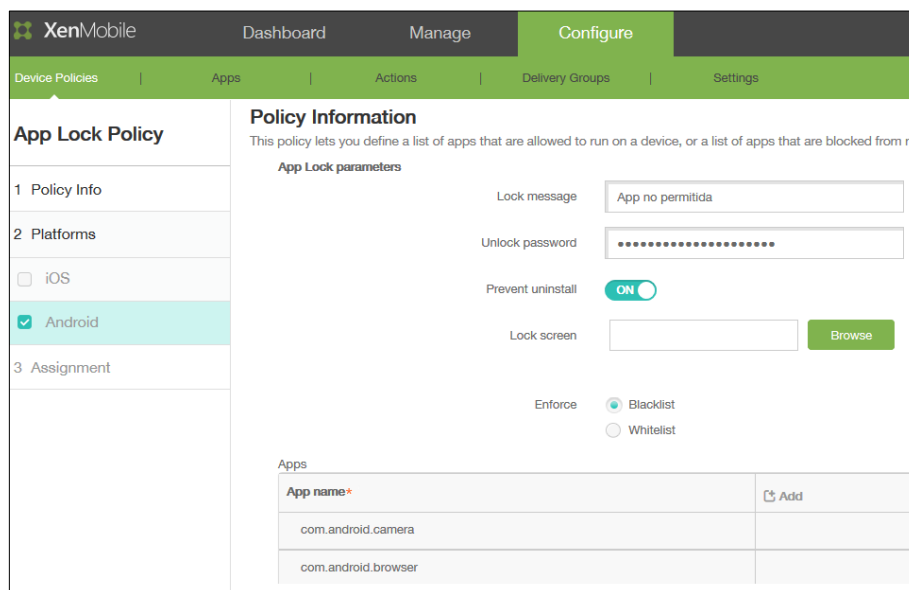 XenMobile Dashboard Manage Configure
Device Policies | Apps | Actions | Delivery Groups | Settings
App Lock Policy
1 Policy Info
2 Platforms
iOS
Android
3 Assignment
Policy Information
This policy lets you define a list of apps that are allowed to run on a device, or a list of apps that are blocked from
App Lock parameters
Lock message App no permitida
Unlock password •••••••••••••••••••••
Prevent uninstall ON
Lock screen Browse
Enforce Blacklist
Whitelist
Apps
App name* Add
com.android.camera
com.android.browser